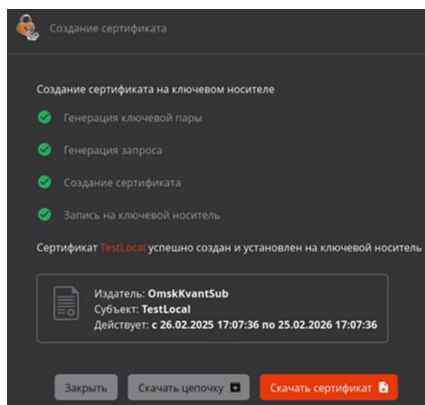 Создание сертификата
Создание сертификата на ключевом носителе
Генерация ключевой пары
Генерация запроса
Создание сертификата
Запись на ключевой носитель
Сертификат TestLocal успешно создан и установлен на ключевой носитель
Издатель: OmskKvantSub
Субъект: TestLocal
Действует: с 26.02.2025 17:07:36 по 25.02.2026 17:07:36
Закрыть Скачать цепочку Скачать сертификат